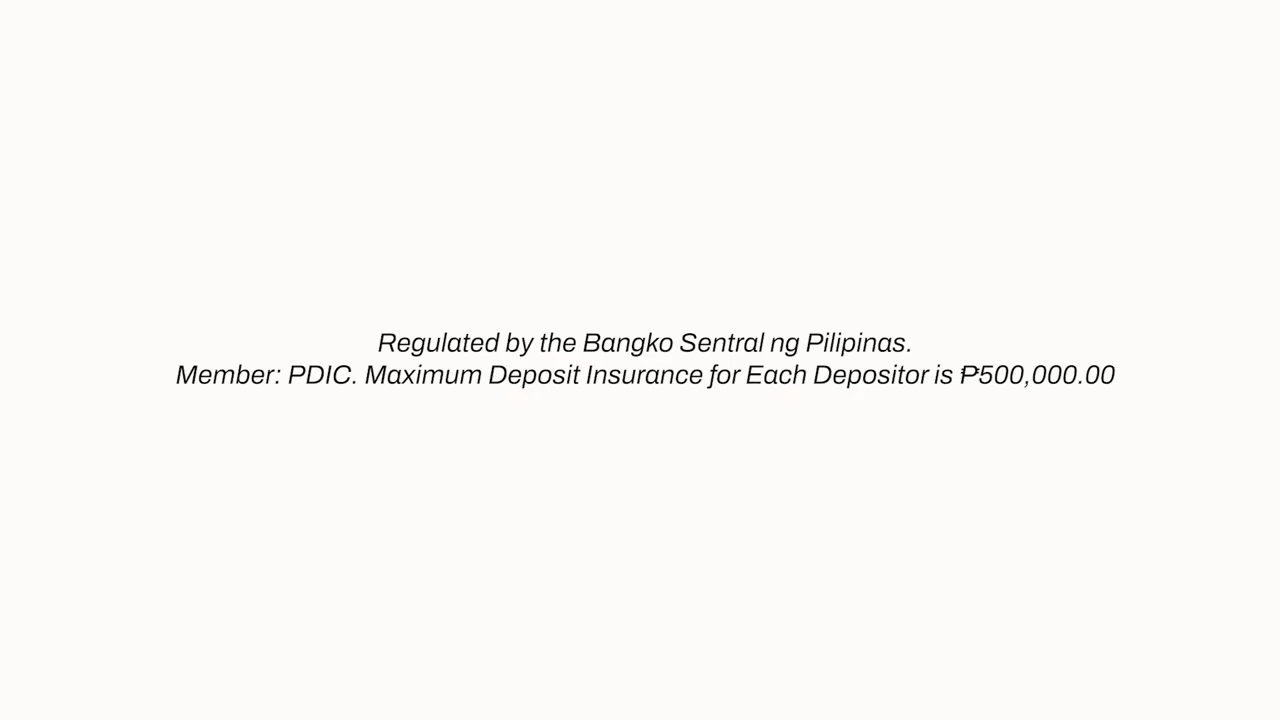 Regulated by the Bangko Sentral ng Pilipinas.
Member: PDIC. Maximum Deposit Insurance for Each Depositor is ₱500,000.00